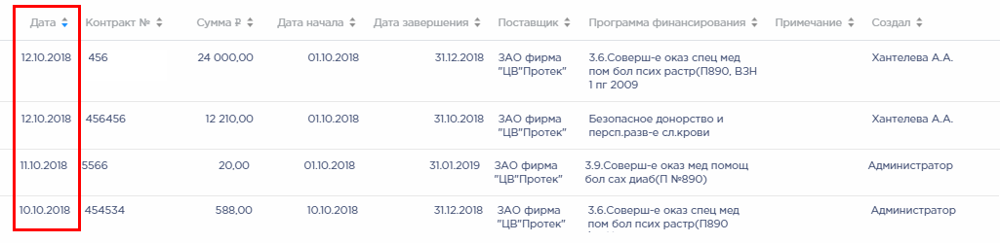 Дата Контракт № Сумма ₽ Дата начала Дата завершения Поставщик Программа финансирования Примечание Создал
12.10.2018 456 24 000,00 01.10.2018 31.12.2018 ЗАО фирма 3.6.Соверш-е оказ спец мед Хантелева А.А.
"ЦВ"Протек" пом бол псих растр(П890, ВЗН
1 пг 2009
12.10.2018 456456 12 210,00 01.10.2018 31.10.2018 ЗАО фирма Безопасное донорство и Хантелева А.А.
"ЦВ"Протек" персп.разв-е сл.крови
11.10.2018 5566 20,00 01.10.2018 31.01.2019 ЗАО фирма 3.9.Соверш-е оказ мед помощ Администратор
"ЦВ"Протек" бол сах диаб(П №890)
10.10.2018 454534 588,00 10.10.2018 31.12.2018 ЗАО фирма 3.6.Соверш-е оказ спец мед Администратор
"ЦВ"Протек" пом бол псих растр(П890